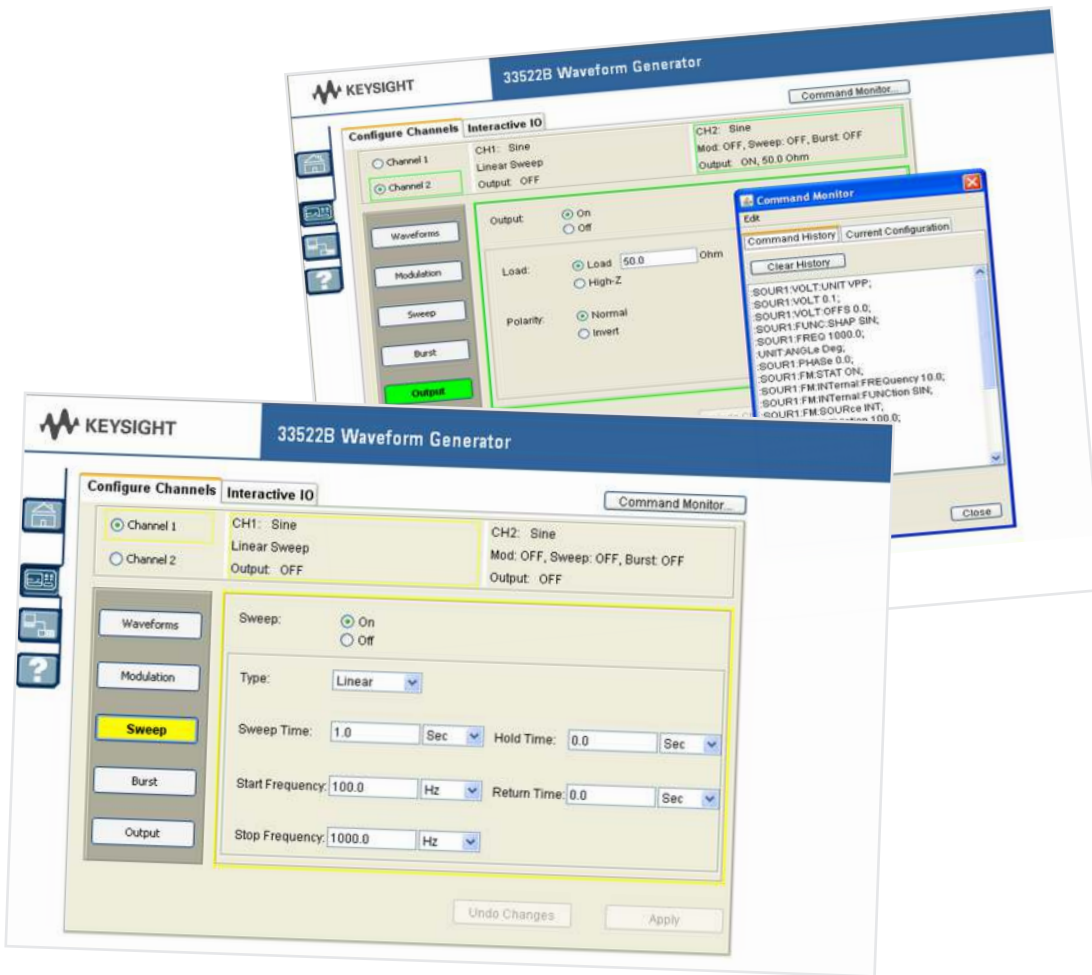 KEYSIGHT
33522B Waveform Generator
Command Monitor...
Configure Channels
Interactive IO
Channel 1
Channel 2
CH1: Sine
Linear Sweep
Output: OFF
CH2: Sine
Mod: OFF, Sweep: OFF, Burst: OFF
Output: ON, 50.0 Ohm
Waveforms
Modulation
Sweep
Burst
Output
Output:
On
Off
Load:
Load 50.0 Ohm
High-Z
Polarity:
Normal
Invert
Command Monitor
Edit
Command History
Current Configuration
Clear History
:SOUR1:VOLT:UNIT VPP;
:SOUR1:VOLT 0.1;
:SOUR1:VOLT:OFFS 0.0;
:SOUR1:FUNC:SHAP SIN;
:SOUR1:FREQ 1000.0;
:UNIT:ANGLe Deg;
:SOUR1:PHASe 0.0;
:SOUR1:FM:STAT ON;
:SOUR1:FM:INTernal:FREQuency 10.0;
:SOUR1:FM:INTernal:FUNCtion SIN;
:SOUR1:FM:SOURce INT;
100.0;
Close
KEYSIGHT
33522B Waveform Generator
Configure Channels
Interactive IO
Command Monitor...
Channel 1
Channel 2
CH1: Sine
Linear Sweep
Output: OFF
CH2: Sine
Mod: OFF, Sweep: OFF, Burst: OFF
Output: OFF
Waveforms
Modulation
Sweep
Burst
Output
Sweep:
On
Off
Type: Linear
Sweep Time: 1.0 Sec Hold Time: 0.0 Sec
Start Frequency: 100.0 Hz Return Time: 0.0 Sec
Stop Frequency: 1000.0 Hz
Undo Changes
Apply
?
?